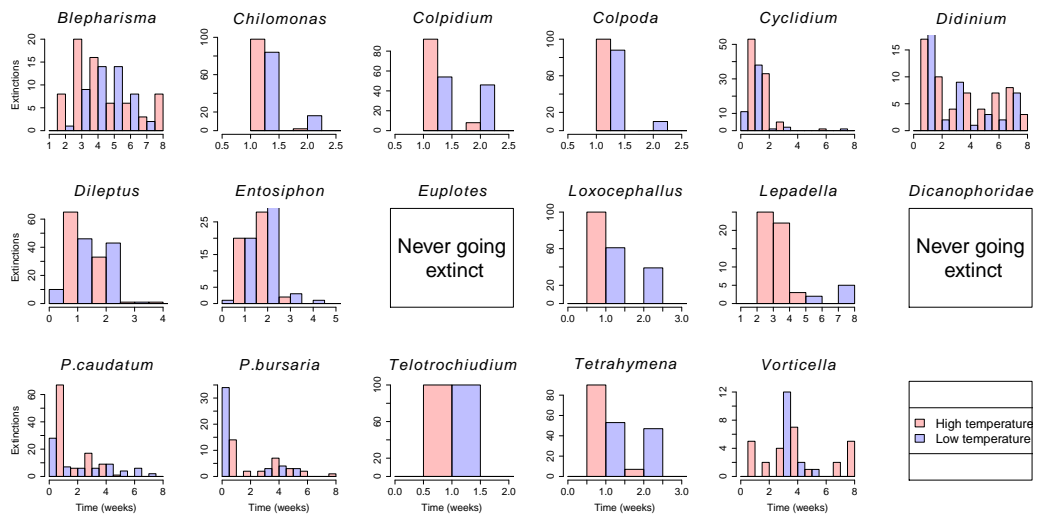 Blepharisma
Chilomonas
Colpidium
Colpoda
Cyclidium
Didinium
Extinctions
0 5 10 15 20
1 2 3 4 5 6 7 8
0 20 60 100
0.5 1.0 1.5 2.0 2.5
0 20 40 60 80
0.5 1.0 1.5 2.0 2.5
0 20 60 100
0.5 1.0 1.5 2.0 2.5
0 10 30 50
0 2 4 6 8
0 5 10 15
0 2 4 6 8
Dileptus
Entosiphon
Euplotes
Loxocephallus
Lepadella
Dicanophoridae
Extinctions
0 20 40 60
0 1 2 3 4
0 5 15 25
0 1 2 3 4 5
Never going
extinct
0 20 60 100
0.0 1.0 2.0 3.0
0 5 15 25
1 2 3 4 5 6 7 8
Never going
extinct
P.caudatum
P.bursaria
Telotrochiudium
Tetrahymena
Vorticella
Extinctions
0 20 40 60
0 2 4 6 8
Time (weeks)
0 10 30
0 2 4 6 8
Time (weeks)
0 20 60 100
0.0 0.5 1.0 1.5 2.0
Time (weeks)
0 20 40 60 80
0.0 1.0 2.0 3.0
Time (weeks)
0 2 4 6 8 12
0 2 4 6 8
Time (weeks)
High temperature
Low temperature